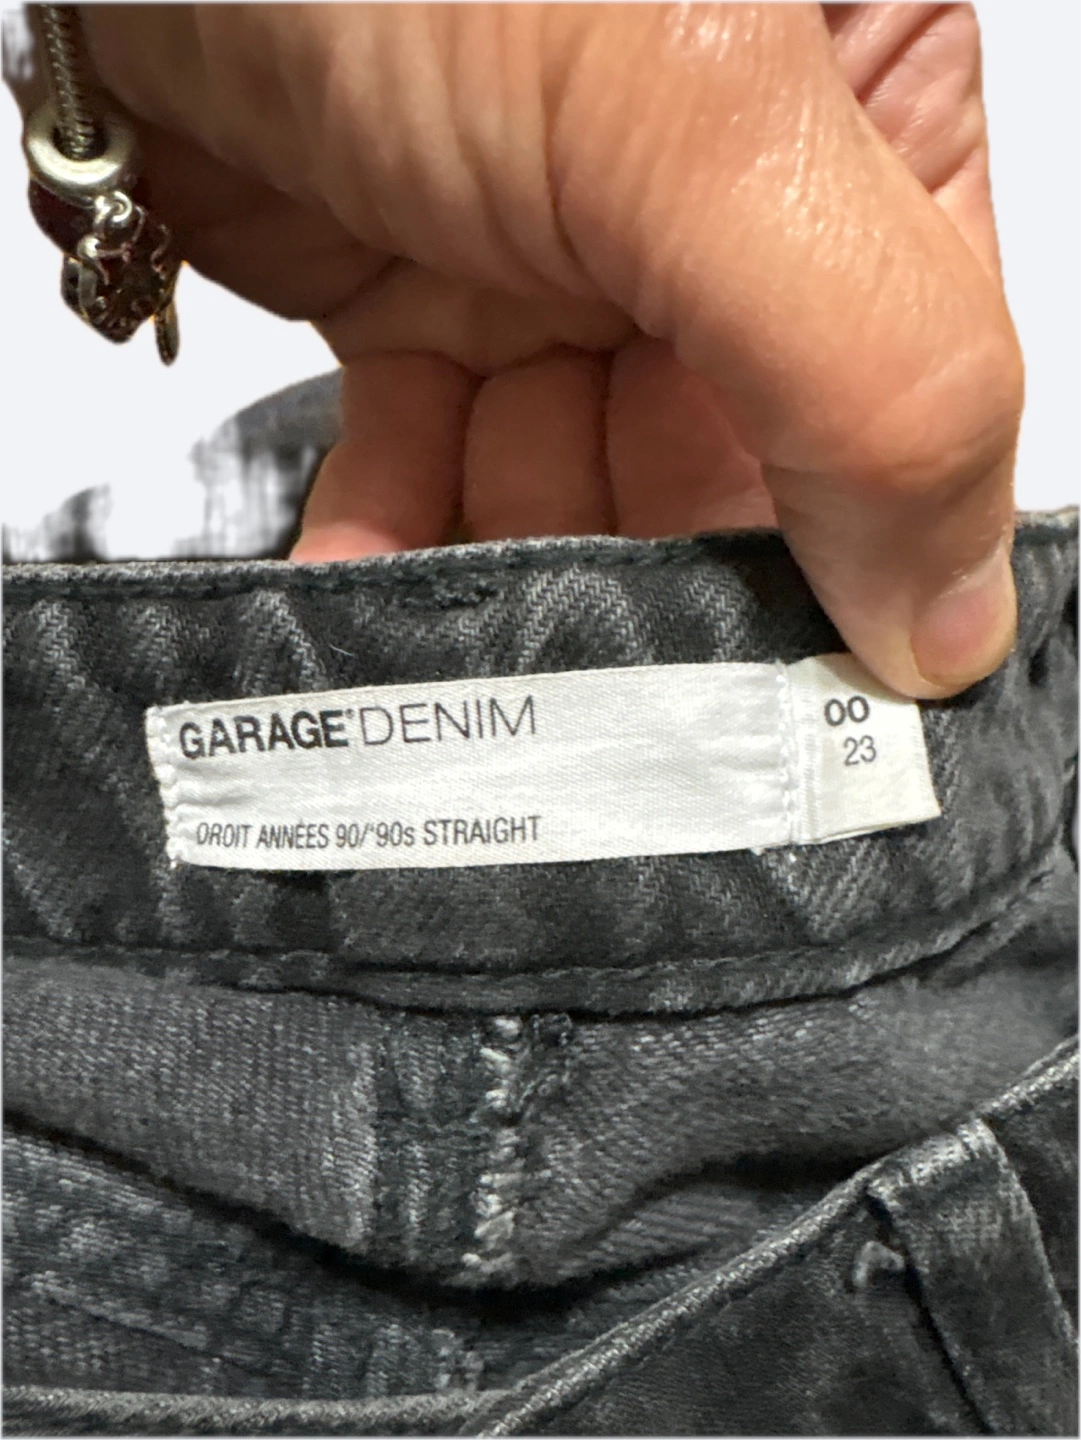 GARAGE® DENIM
DROIT ANNÉES 90/'90s STRAIGHT
00
23